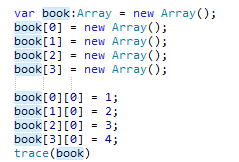 var book:Array = new Array();
book[0] = new Array();
book[1] = new Array();
book[2] = new Array();
book[3] = new Array();
book[0][0] = 1;
book[1][0] = 2;
book[2][0] = 3;
book[3][0] = 4;
trace(book)